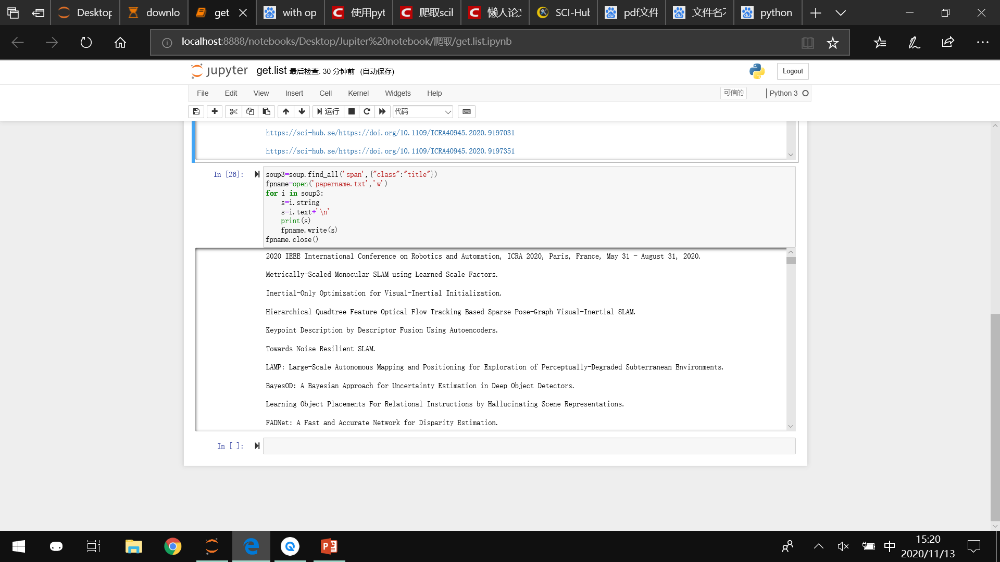 Desktop
downlo
get.
with op
使用pyt
爬取scil
懒人论文
SCI-Hub
pdf文件
文件名不
python
localhost:8888/notebooks/Desktop/Jupiter%20notebook/爬取/get.list.ipynb
jupyter get.list 最后检查: 30 分钟前 (自动保存)
Logout
File Edit View Insert Cell Kernel Widgets Help
可信的
Python 3
运行
代码
https://sci-hub.se/https://doi.org/10.1109/ICRA40945.2020.9197031
https://sci-hub.se/https://doi.org/10.1109/ICRA40945.2020.9197351
In [26]:
soup3=soup.find_all('span',{"class":"title"})
fpname=open('papername.txt','w')
for i in soup3:
    s=i.string
    s=i.text+'\n'
    print(s)
    fpname.write(s)
fpname.close()
2020 IEEE International Conference on Robotics and Automation, ICRA 2020, Paris, France, May 31 - August 31, 2020.
Metrically-Scaled Monocular SLAM using Learned Scale Factors.
Inertial-Only Optimization for Visual-Inertial Initialization.
Hierarchical Quadtree Feature Optical Flow Tracking Based Sparse Pose-Graph Visual-Inertial SLAM.
Keypoint Description by Descriptor Fusion Using Autoencoders.
Towards Noise Resilient SLAM.
LAMP: Large-Scale Autonomous Mapping and Positioning for Exploration of Perceptually-Degraded Subterranean Environments.
BayesOD: A Bayesian Approach for Uncertainty Estimation in Deep Object Detectors.
Learning Object Placements For Relational Instructions by Hallucinating Scene Representations.
FADNet: A Fast and Accurate Network for Disparity Estimation.
In [ ]:
中
15:20
2020/11/13